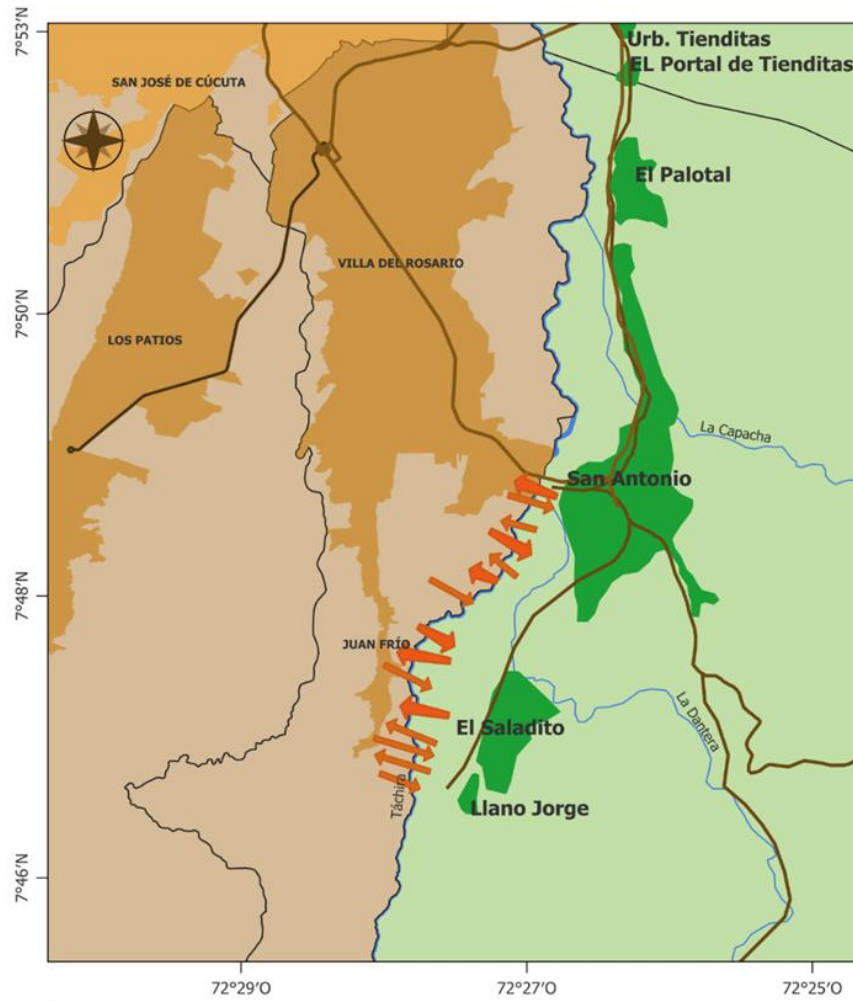 7°53'N
7°50'N
7°48'N
7°46'N
Urb. Tienditas
EL Portal de Tienditas
SAN JOSÉ DE CÚCUTA
El Palotal
VILLA DEL ROSARIO
LOS PATIOS
La Capacha
San Antonio
JUAN FRÍO
La Dantera
El Saladito
Táchira
Llano Jorge
72°29'O
72°27'O
72°25'O